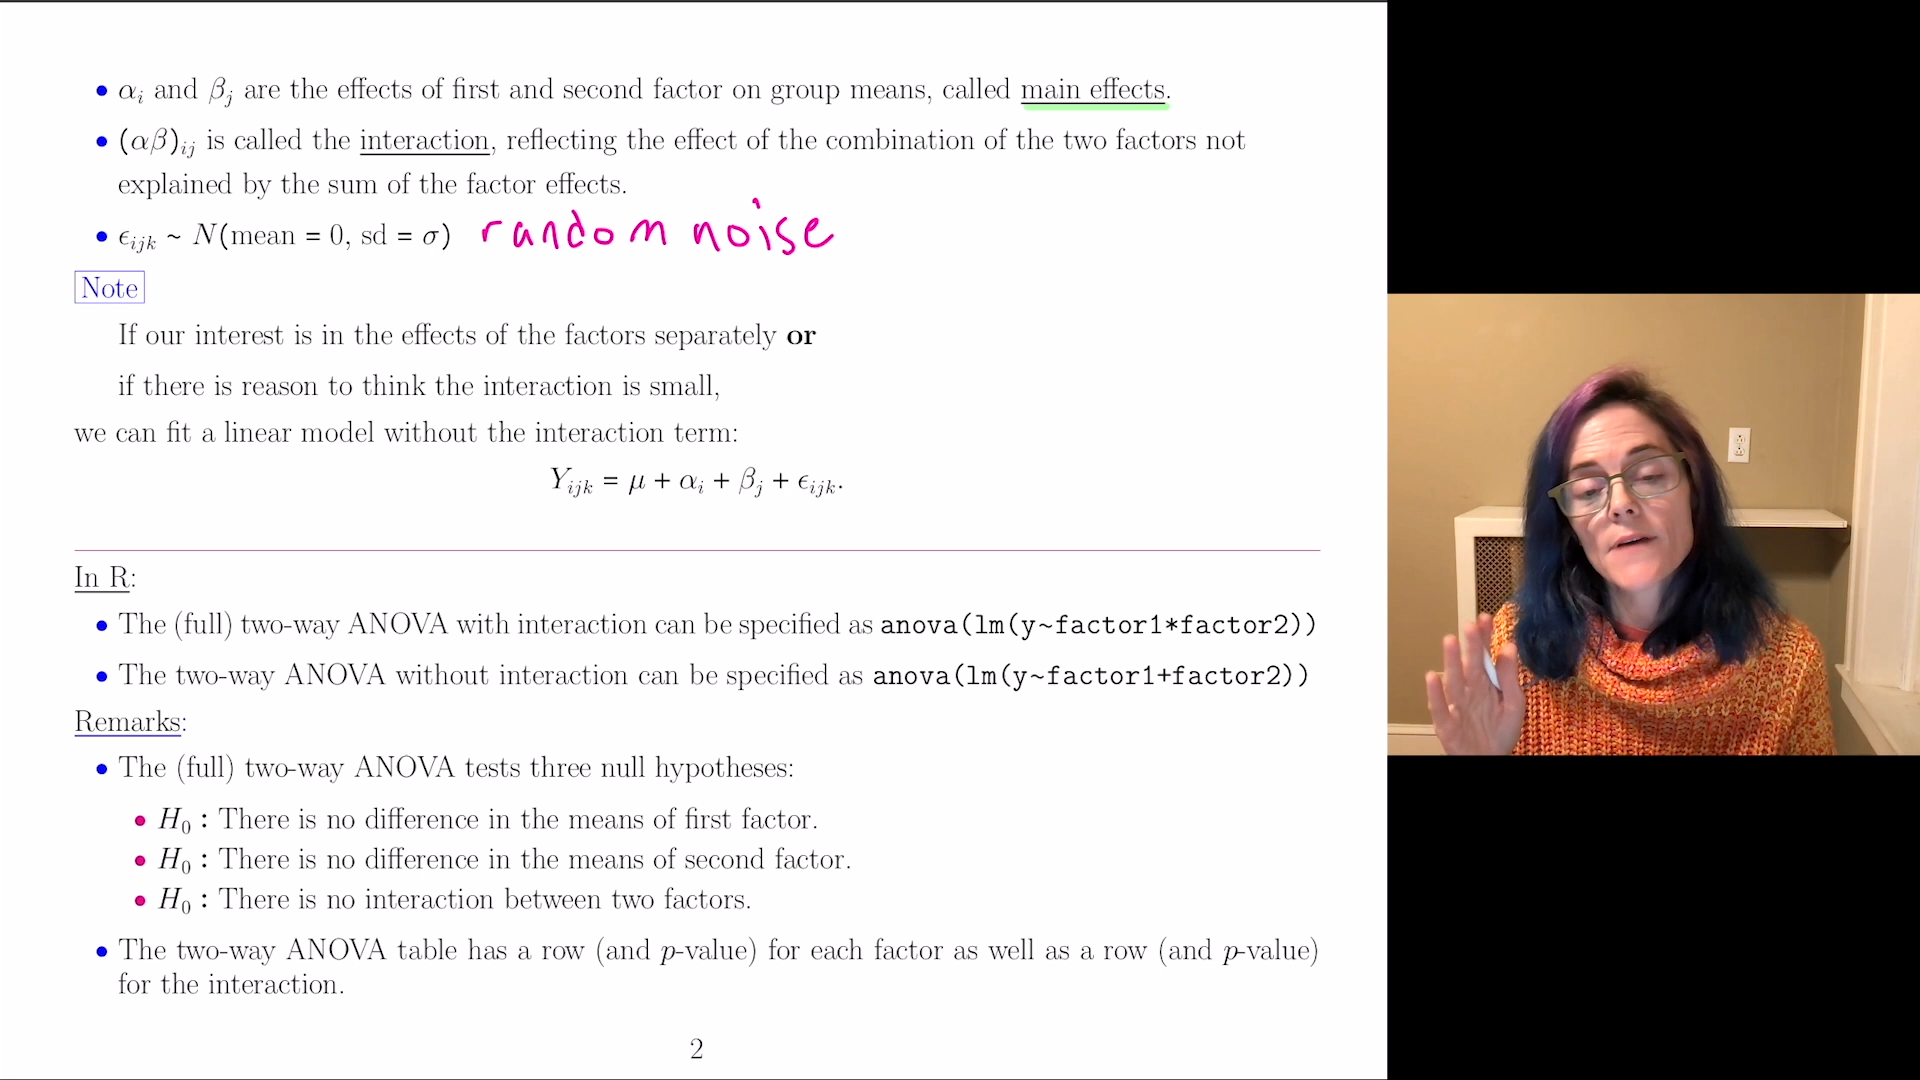 • αᵢ and βⱼ are the effects of first and second factor on group means, called main effects.
• (αβ)ᵢⱼ is called the interaction, reflecting the effect of the combination of the two factors not
explained by the sum of the factor effects.
• ϵᵢⱼₖ ~ N(mean = 0, sd = σ) random noise
Note
If our interest is in the effects of the factors separately or
if there is reason to think the interaction is small,
we can fit a linear model without the interaction term:
Yᵢⱼₖ = μ + αᵢ + βⱼ + ϵᵢⱼₖ.
In R:
• The (full) two-way ANOVA with interaction can be specified as anova(lm(y~factor1*factor2))
• The two-way ANOVA without interaction can be specified as anova(lm(y~factor1+factor2))
Remarks:
• The (full) two-way ANOVA tests three null hypotheses:
• H₀ : There is no difference in the means of first factor.
• H₀ : There is no difference in the means of second factor.
• H₀ : There is no interaction between two factors.
• The two-way ANOVA table has a row (and p-value) for each factor as well as a row (and p-value)
for the interaction.
2